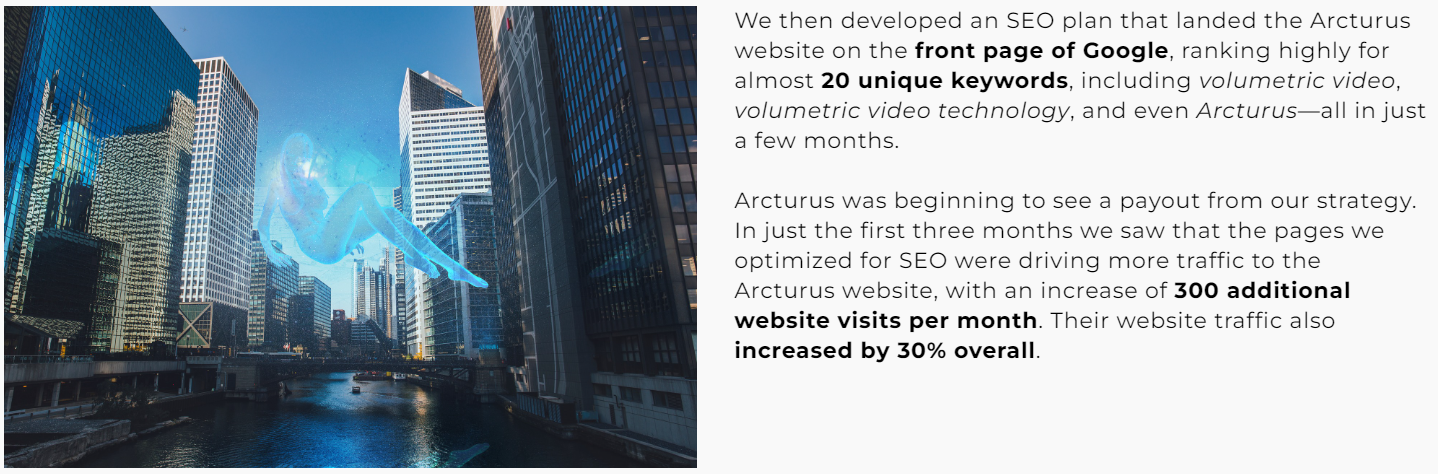 We then developed an SEO plan that landed the Arcturus
website on the front page of Google, ranking highly for
almost 20 unique keywords, including volumetric video,
volumetric video technology, and even Arcturus—all in just
a few months.
Arcturus was beginning to see a payout from our strategy.
In just the first three months we saw that the pages we
optimized for SEO were driving more traffic to the
Arcturus website, with an increase of 300 additional
website visits per month. Their website traffic also
increased by 30% overall.